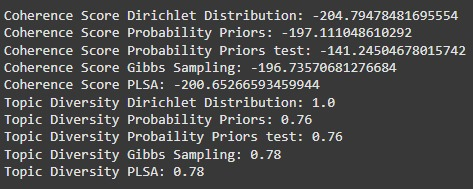 Coherence Score Dirichlet Distribution: -204.79478481695554
Coherence Score Probability Priors: -197.111048610292
Coherence Score Probability Priors test: -141.24504678015742
Coherence Score Gibbs Sampling: -196.73570681276684
Coherence Score PLSA: -200.65266593459944
Topic Diversity Dirichlet Distribution: 1.0
Topic Diversity Probaility Priors: 0.76
Topic Diversity Probaility Priors test: 0.76
Topic Diversity Gibbs Sampling: 0.78
Topic Diversity PLSA: 0.78